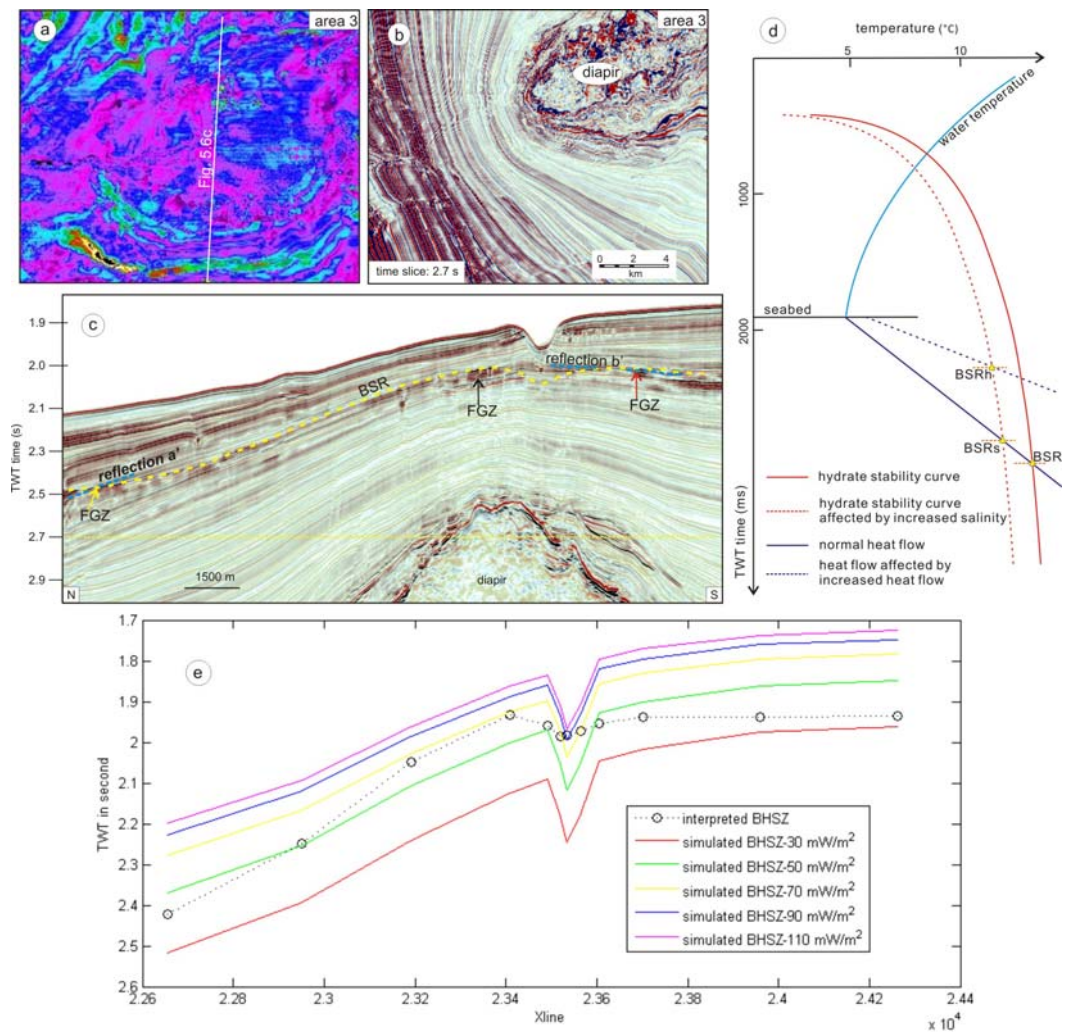 a
area 3
Fig. 5.6c
b
area 3
diapir
time slice: 2.7 s
0 2 4
km
c
1.9
2.0
2.1
2.3
2.5
2.7
2.9
TWT time (s)
reflection a'
BSR
FGZ
FGZ
reflection b'
FGZ
1500 m
diapir
N
S
d
temperature (°C)
5 10
water temperature
1000
seabed
2000
BSRh
BSRs
BSR
TWT time (ms)
hydrate stability curve
hydrate stability curve
affected by increased salinity
normal heat flow
heat flow affected by
increased heat flow
e
1.7
1.8
1.9
2
2.1
2.2
2.3
2.4
2.5
2.6
TWT in second
interpreted BHSZ
simulated BHSZ-30 mW/m²
simulated BHSZ-50 mW/m²
simulated BHSZ-70 mW/m²
simulated BHSZ-90 mW/m²
simulated BHSZ-110 mW/m²
2.26 2.28 2.3 2.32 2.34 2.36 2.38 2.4 2.42 2.44
Xline
x 10⁴